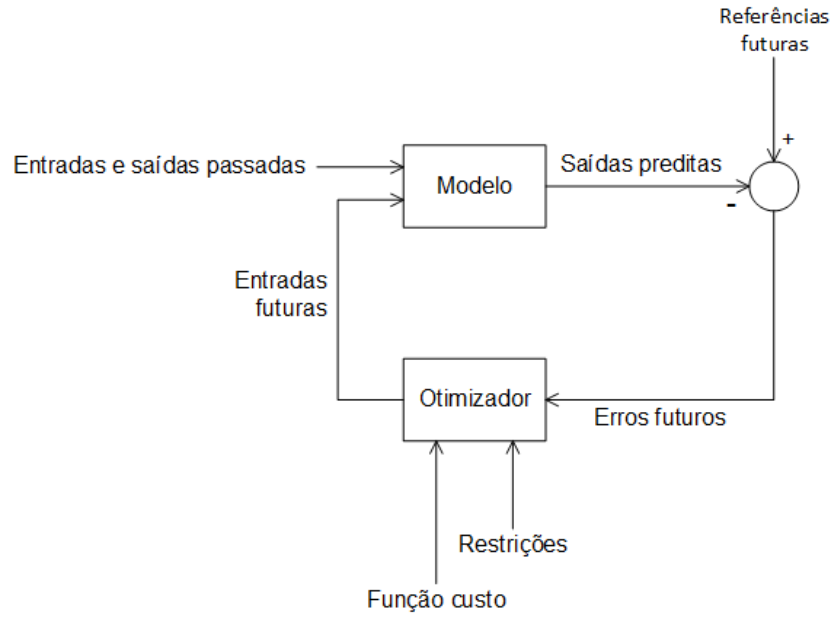 Referências
futuras
+
Entradas e saídas passadas
Modelo
Saídas preditas
-
Entradas
futuras
Otimizador
Erros futuros
Restrições
Função custo